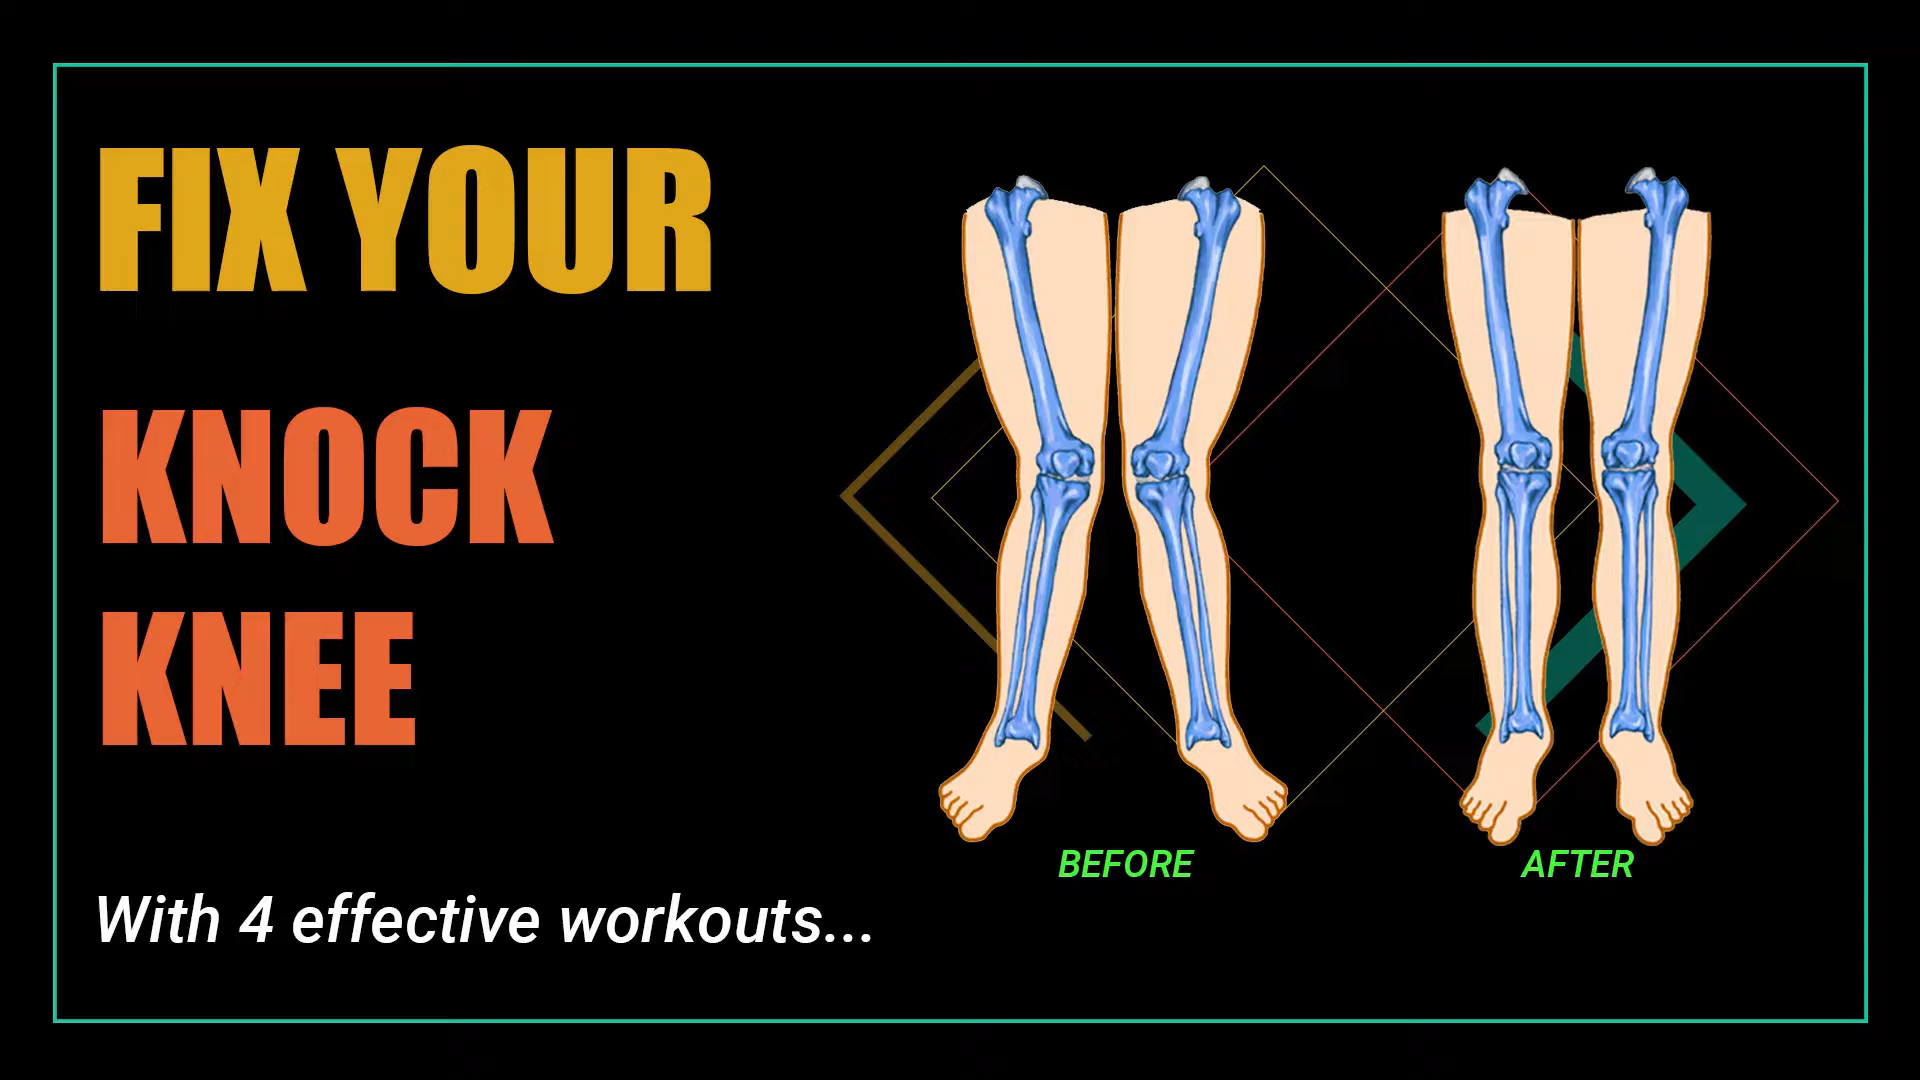 FIX YOUR
KNOCK
KNEE
BEFORE
AFTER
With 4 effective workouts...